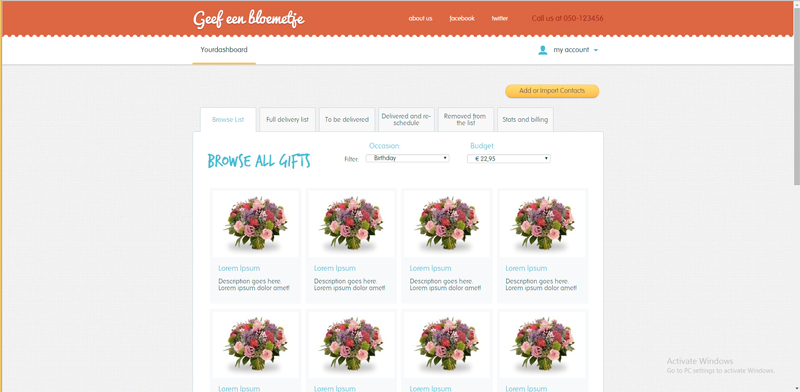 Geef een bloemetje
about us
facebook
twitter
Call us at 050-123456
Yourdashboard
my account
Add or Import Contacts
Browse List
Full delivery list
To be delivered
Delivered and re-
schedule
Removed from
the list
Stats and billing
BROWSE ALL GIFTS
Filter:
Occasion:
Birthday
Budget
€ 22,95
Lorem Ipsum
Description goes here.
Lorem ipsum dolor amet!
Lorem Ipsum
Description goes here.
Lorem ipsum dolor amet!
Lorem Ipsum
Description goes here.
Lorem ipsum dolor amet!
Lorem Ipsum
Description goes here.
Lorem ipsum dolor amet!
Lorem Ipsum
Lorem Ipsum
Lorem Ipsum
Lorem Ipsum
Activate Windows
Go to PC settings to activate Windows.